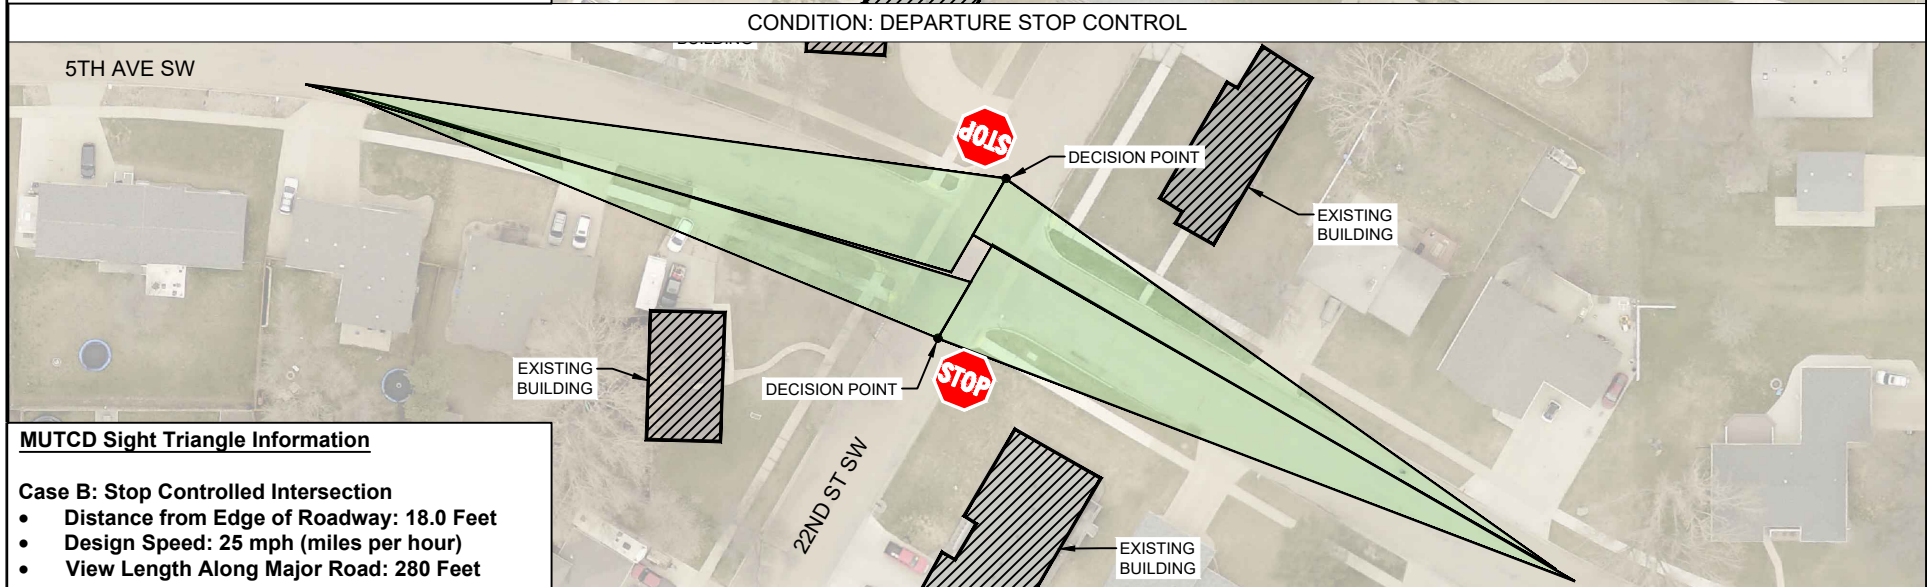 CONDITION: DEPARTURE STOP CONTROL
BUILDING
5TH AVE SW
STOP
DECISION POINT
EXISTING
BUILDING
EXISTING
BUILDING
DECISION POINT
STOP
22ND ST SW
EXISTING
BUILDING
MUTCD Sight Triangle Information
Case B: Stop Controlled Intersection
• Distance from Edge of Roadway: 18.0 Feet
• Design Speed: 25 mph (miles per hour)
• View Length Along Major Road: 280 Feet